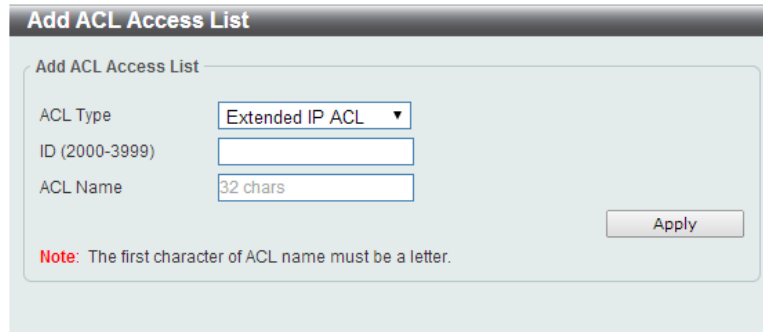 Add ACL Access List
Add ACL Access List
ACL Type Extended IP ACL
ID (2000-3999)
ACL Name 32 chars
Apply
Note: The first character of ACL name must be a letter.